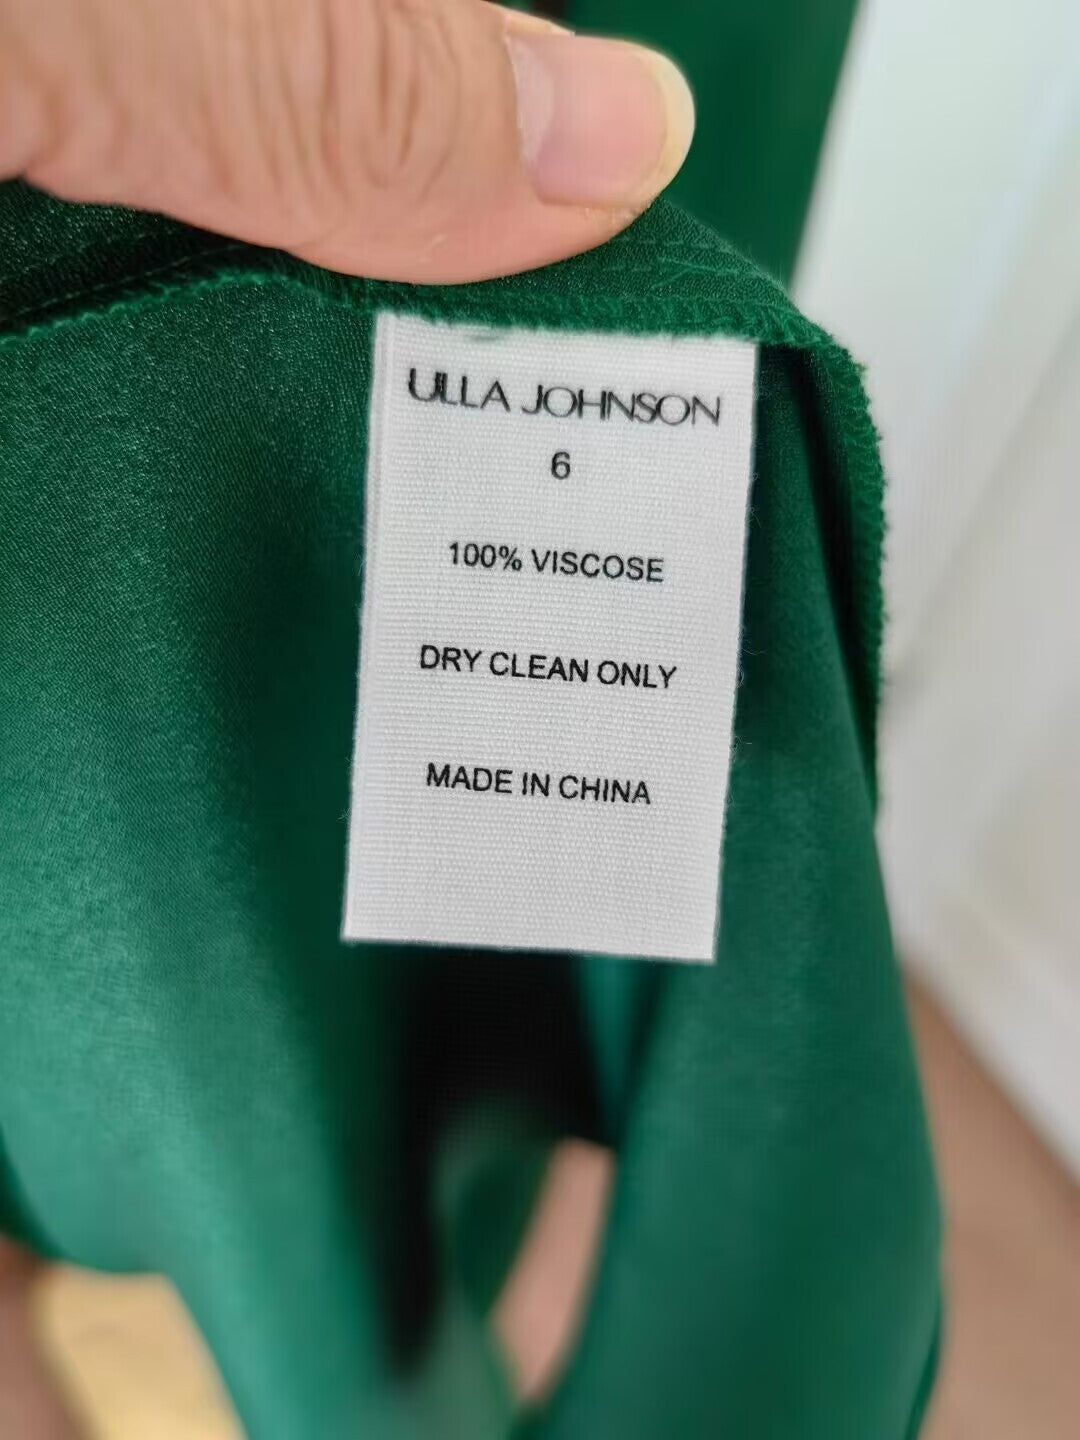 ULLA JOHNSON
6
100% VISCOSE
DRY CLEAN ONLY
MADE IN CHINA